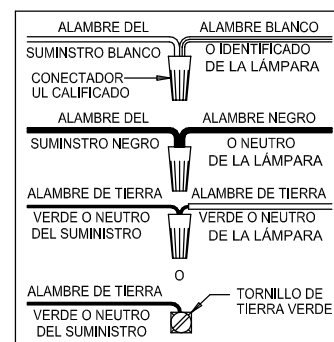 ALAMBRE DEL ALAMBRE BLANCO
SUMINSTRO BLANCO O IDENTIFICADO
DE LA LÁMPARA
CONECTADOR
UL CALIFICADO
ALAMBRE DEL ALAMBRE NEGRO
SUMINSTRO NEGRO O NEUTRO
DE LA LÁMPARA
ALAMBRE DE TIERRA ALAMBRE DE TIERRA
VERDE O NEUTRO VERDE O NEUTRO
DEL SUMINISTRO DE LA LÁMPARA
O
ALAMBRE DE TIERRA TORNILLO DE
VERDE O NEUTRO TIERRA VERDE
DEL SUMINISTRO